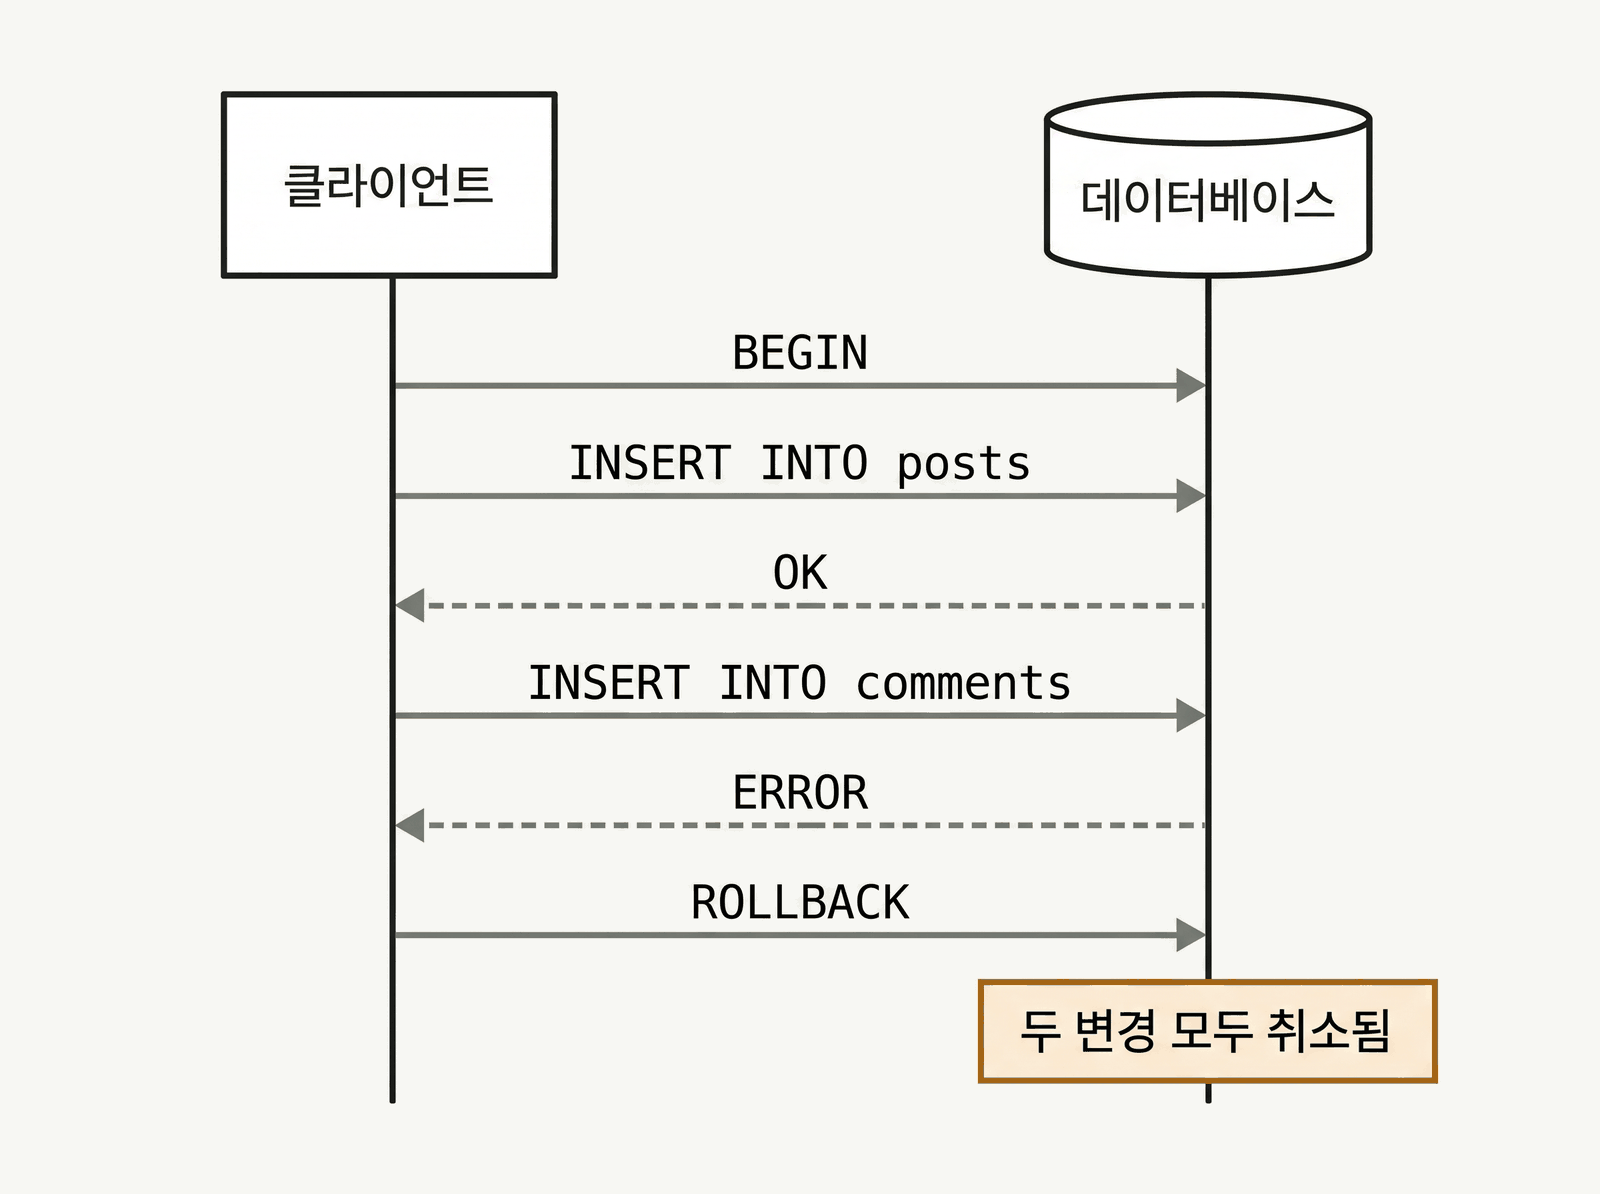 클라이언트
데이터베이스
BEGIN
INSERT INTO posts
OK
INSERT INTO comments
ERROR
ROLLBACK
두 변경 모두 취소됨